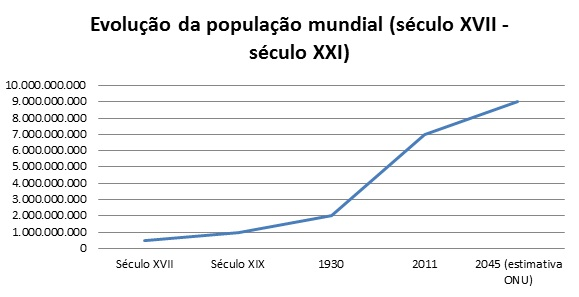 Evolução da população mundial (século XVII -
século XXI)
10.000.000.000
9.000.000.000
8.000.000.000
7.000.000.000
6.000.000.000
5.000.000.000
4.000.000.000
3.000.000.000
2.000.000.000
1.000.000.000
0
Século XVII
Século XIX
1930
2011
2045 (estimativa
ONU)